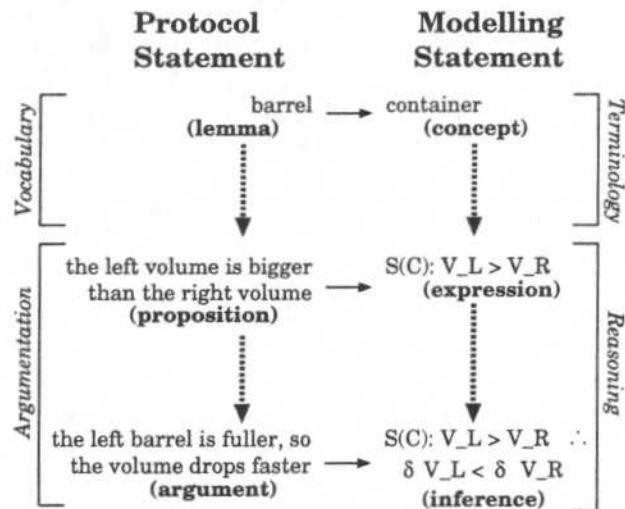 Protocol
Statement
Modelling
Statement
Vocabulary
barrel
(lemma)
container
(concept)
Terminology
Argumentation
the left volume is bigger
than the right volume
(proposition)
S(C): V_L > V_R
(expression)
Reasoning
the left barrel is fuller, so
the volume drops faster
(argument)
S(C): V_L > V_R ∴
δ V_L < δ V_R
(inference)